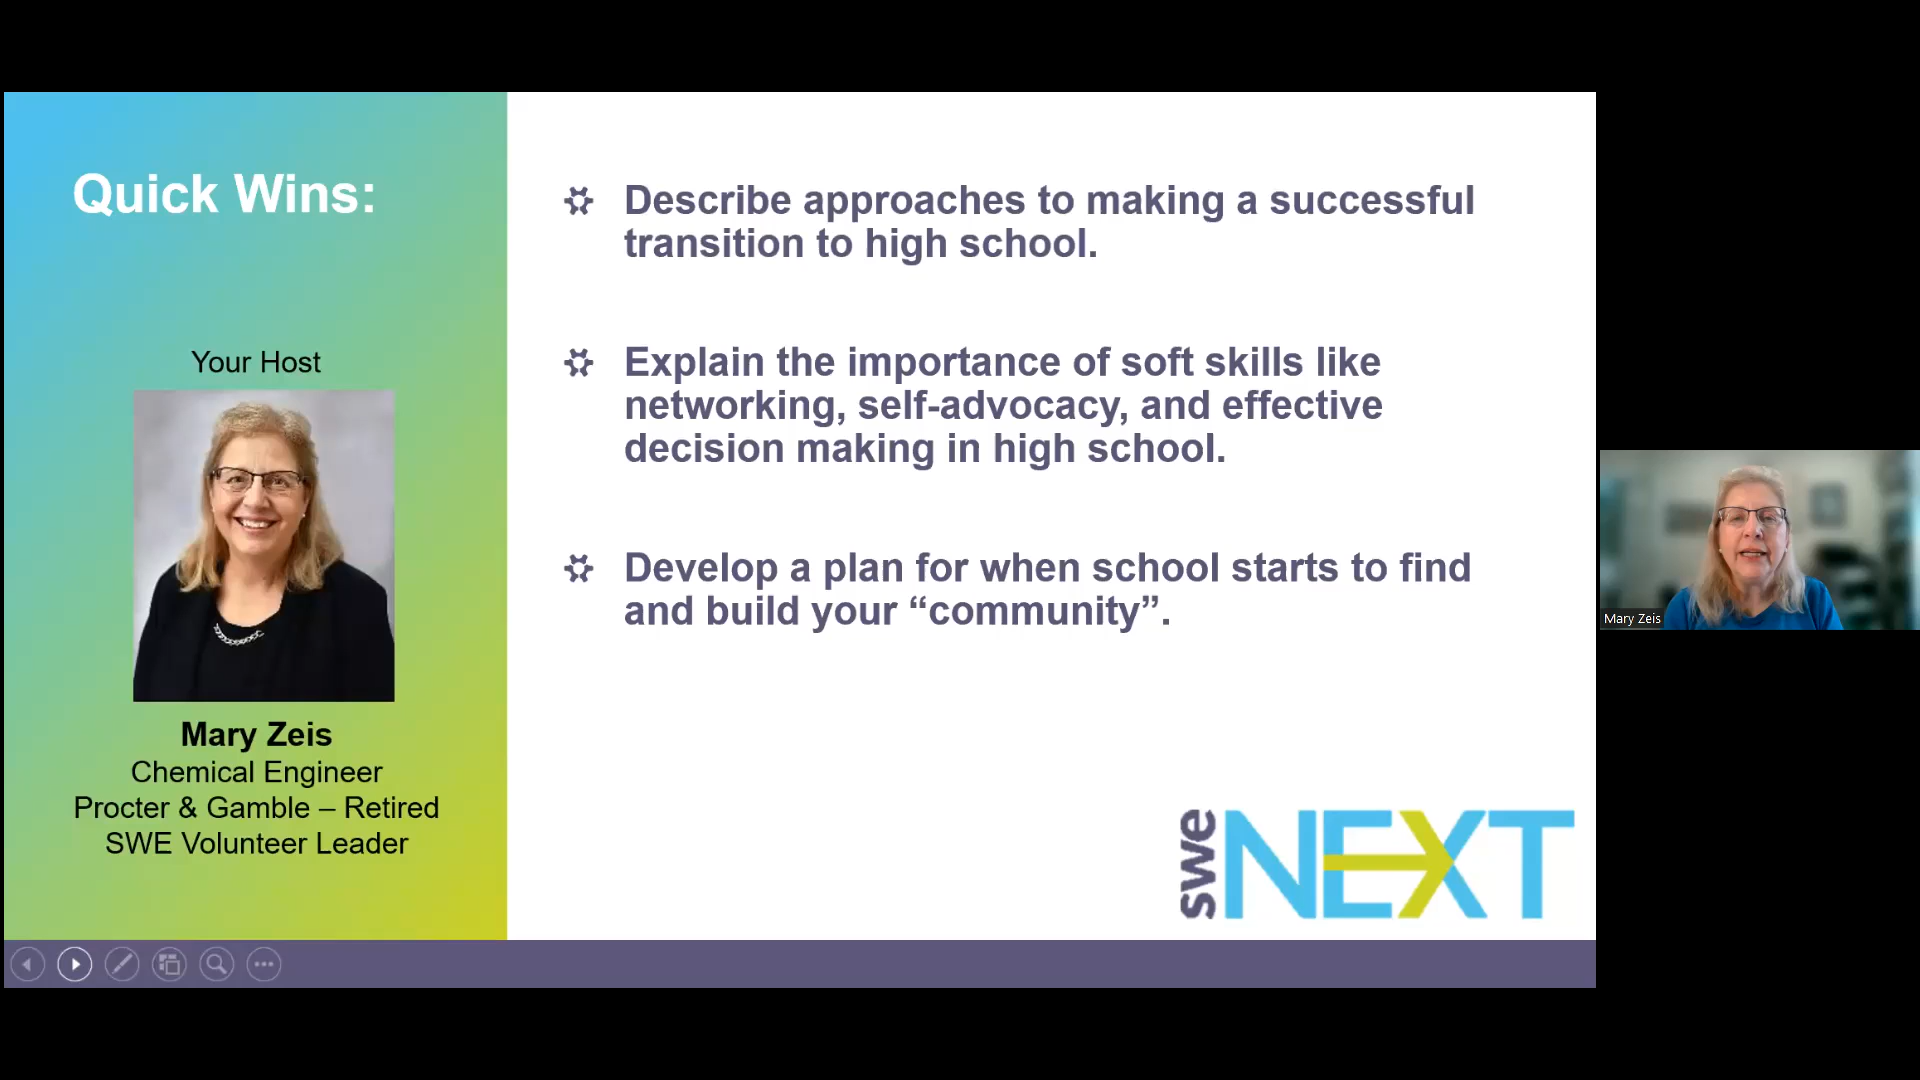 Quick Wins:
Your Host
Mary Zeis
Chemical Engineer
Procter & Gamble – Retired
SWE Volunteer Leader
Describe approaches to making a successful
transition to high school.
Explain the importance of soft skills like
networking, self-advocacy, and effective
decision making in high school.
Develop a plan for when school starts to find
and build your “community”.
swe NEXT
Mary Zeis